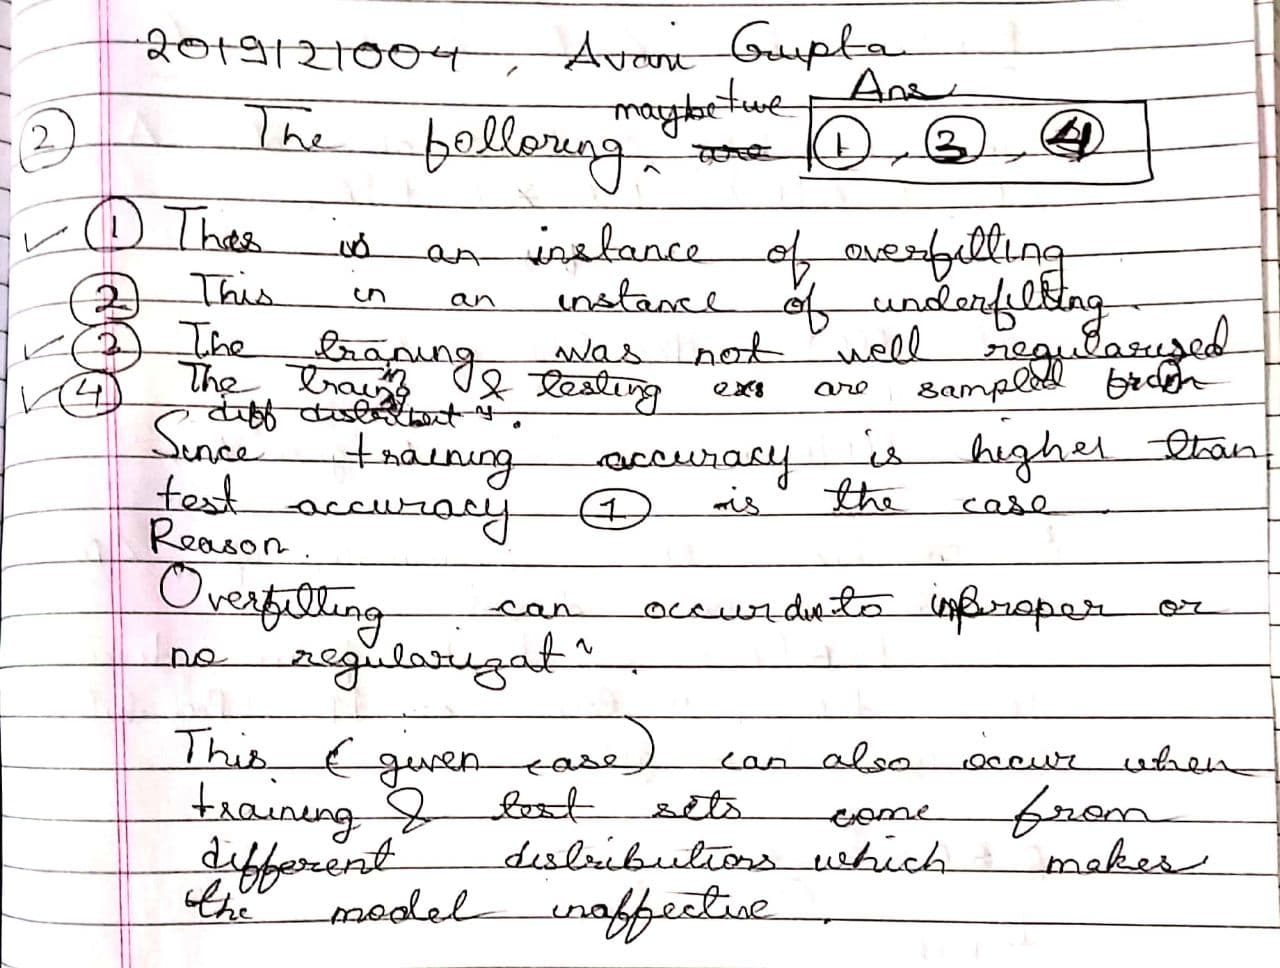 2019121004, Avani Gupta
Ans
maybe true
② The following ^ are ①, ③, ④
✓ ① This is an instance of overfitting
② This in an instance of underfitting
✓ ③ The traning was not well regularised
✓ ④ The training & testing exs are sampled from
diff distribut^n.
Since training accuracy is higher than
test accuracy ① is the case.
Reason.
Overfitting can occur due to improper or
no regularizat^n.
This (given case) can also occur when
training & test sets come from
different distributions which makes
the model inaffective.